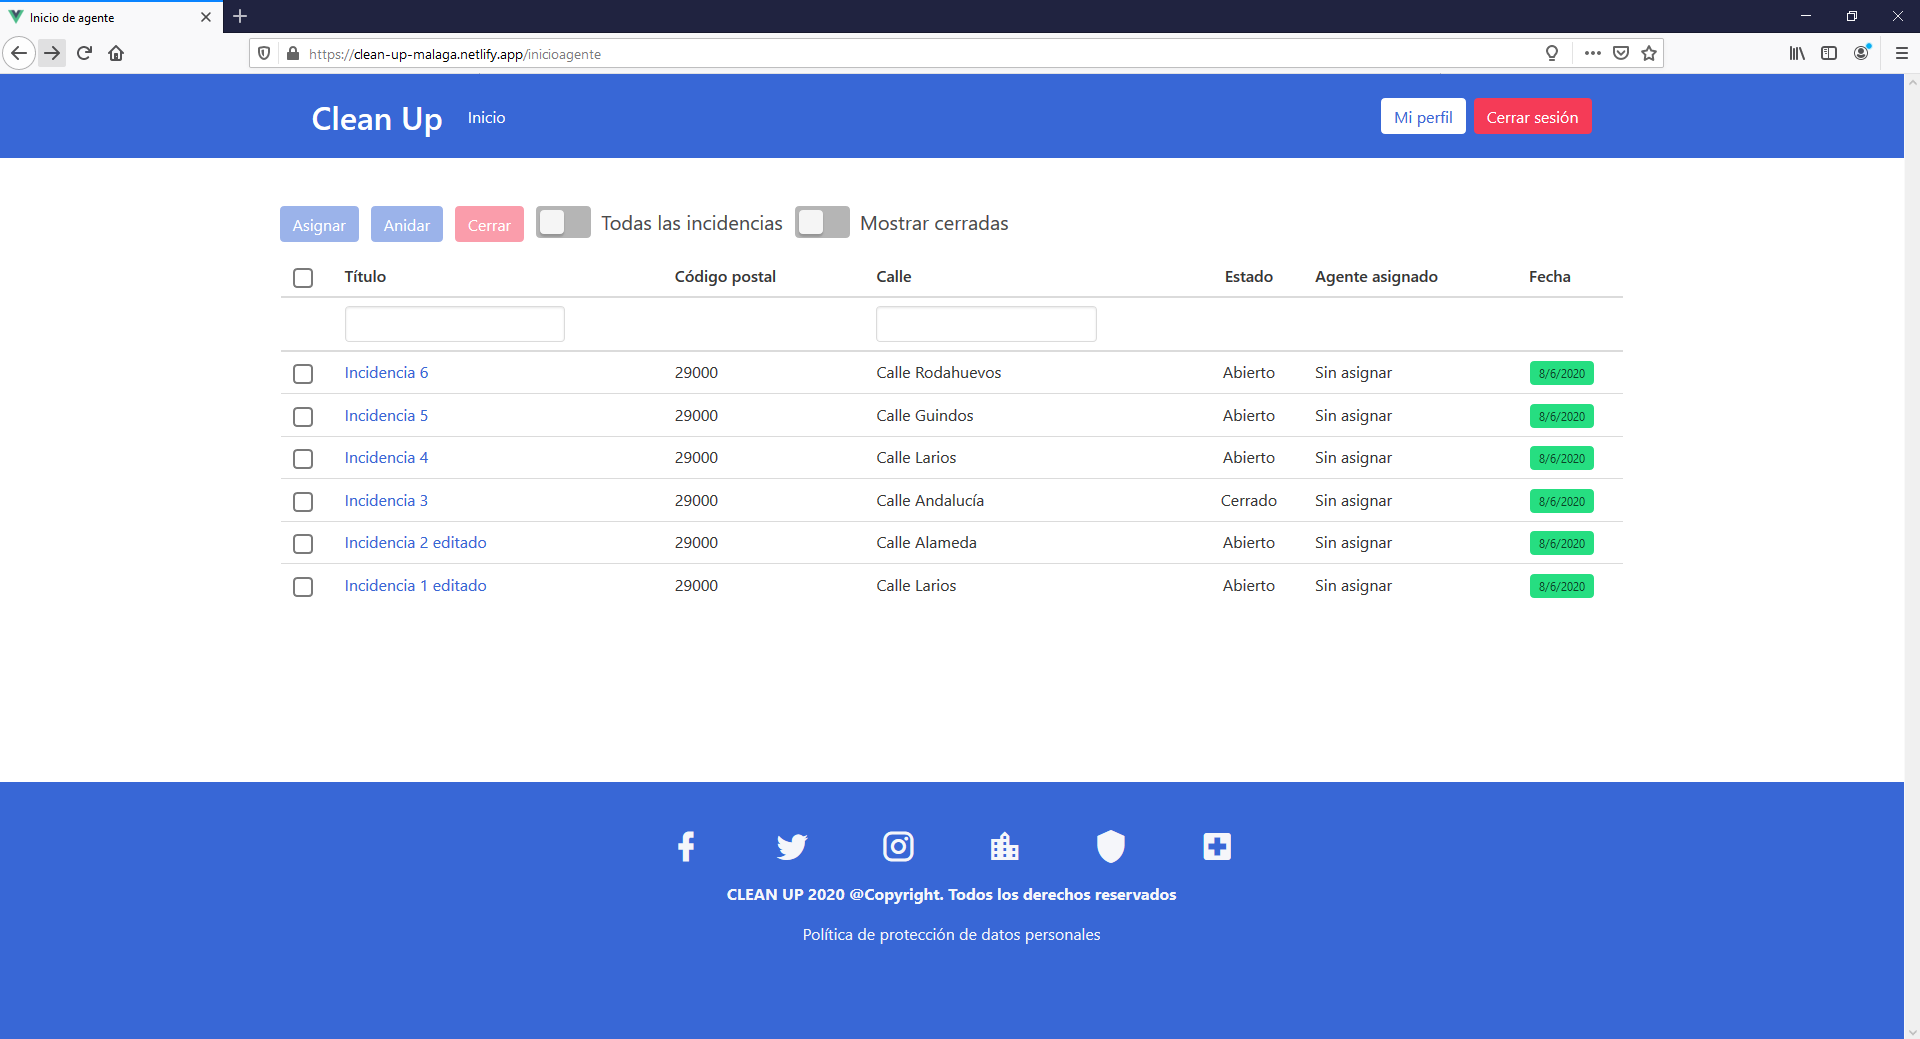 Inicio de agente
https://clean-up-malaga.netlify.app/inicioagente
Clean Up Inicio Mi perfil Cerrar sesión
Asignar Anidar Cerrar Todas las incidencias Mostrar cerradas
Título Código postal Calle Estado Agente asignado Fecha
Incidencia 6 29000 Calle Rodahuevos Abierto Sin asignar 8/6/2020
Incidencia 5 29000 Calle Guindos Abierto Sin asignar 8/6/2020
Incidencia 4 29000 Calle Larios Abierto Sin asignar 8/6/2020
Incidencia 3 29000 Calle Andalucía Cerrado Sin asignar 8/6/2020
Incidencia 2 editado 29000 Calle Alameda Abierto Sin asignar 8/6/2020
Incidencia 1 editado 29000 Calle Larios Abierto Sin asignar 8/6/2020
CLEAN UP 2020 @Copyright. Todos los derechos reservados
Política de protección de datos personales